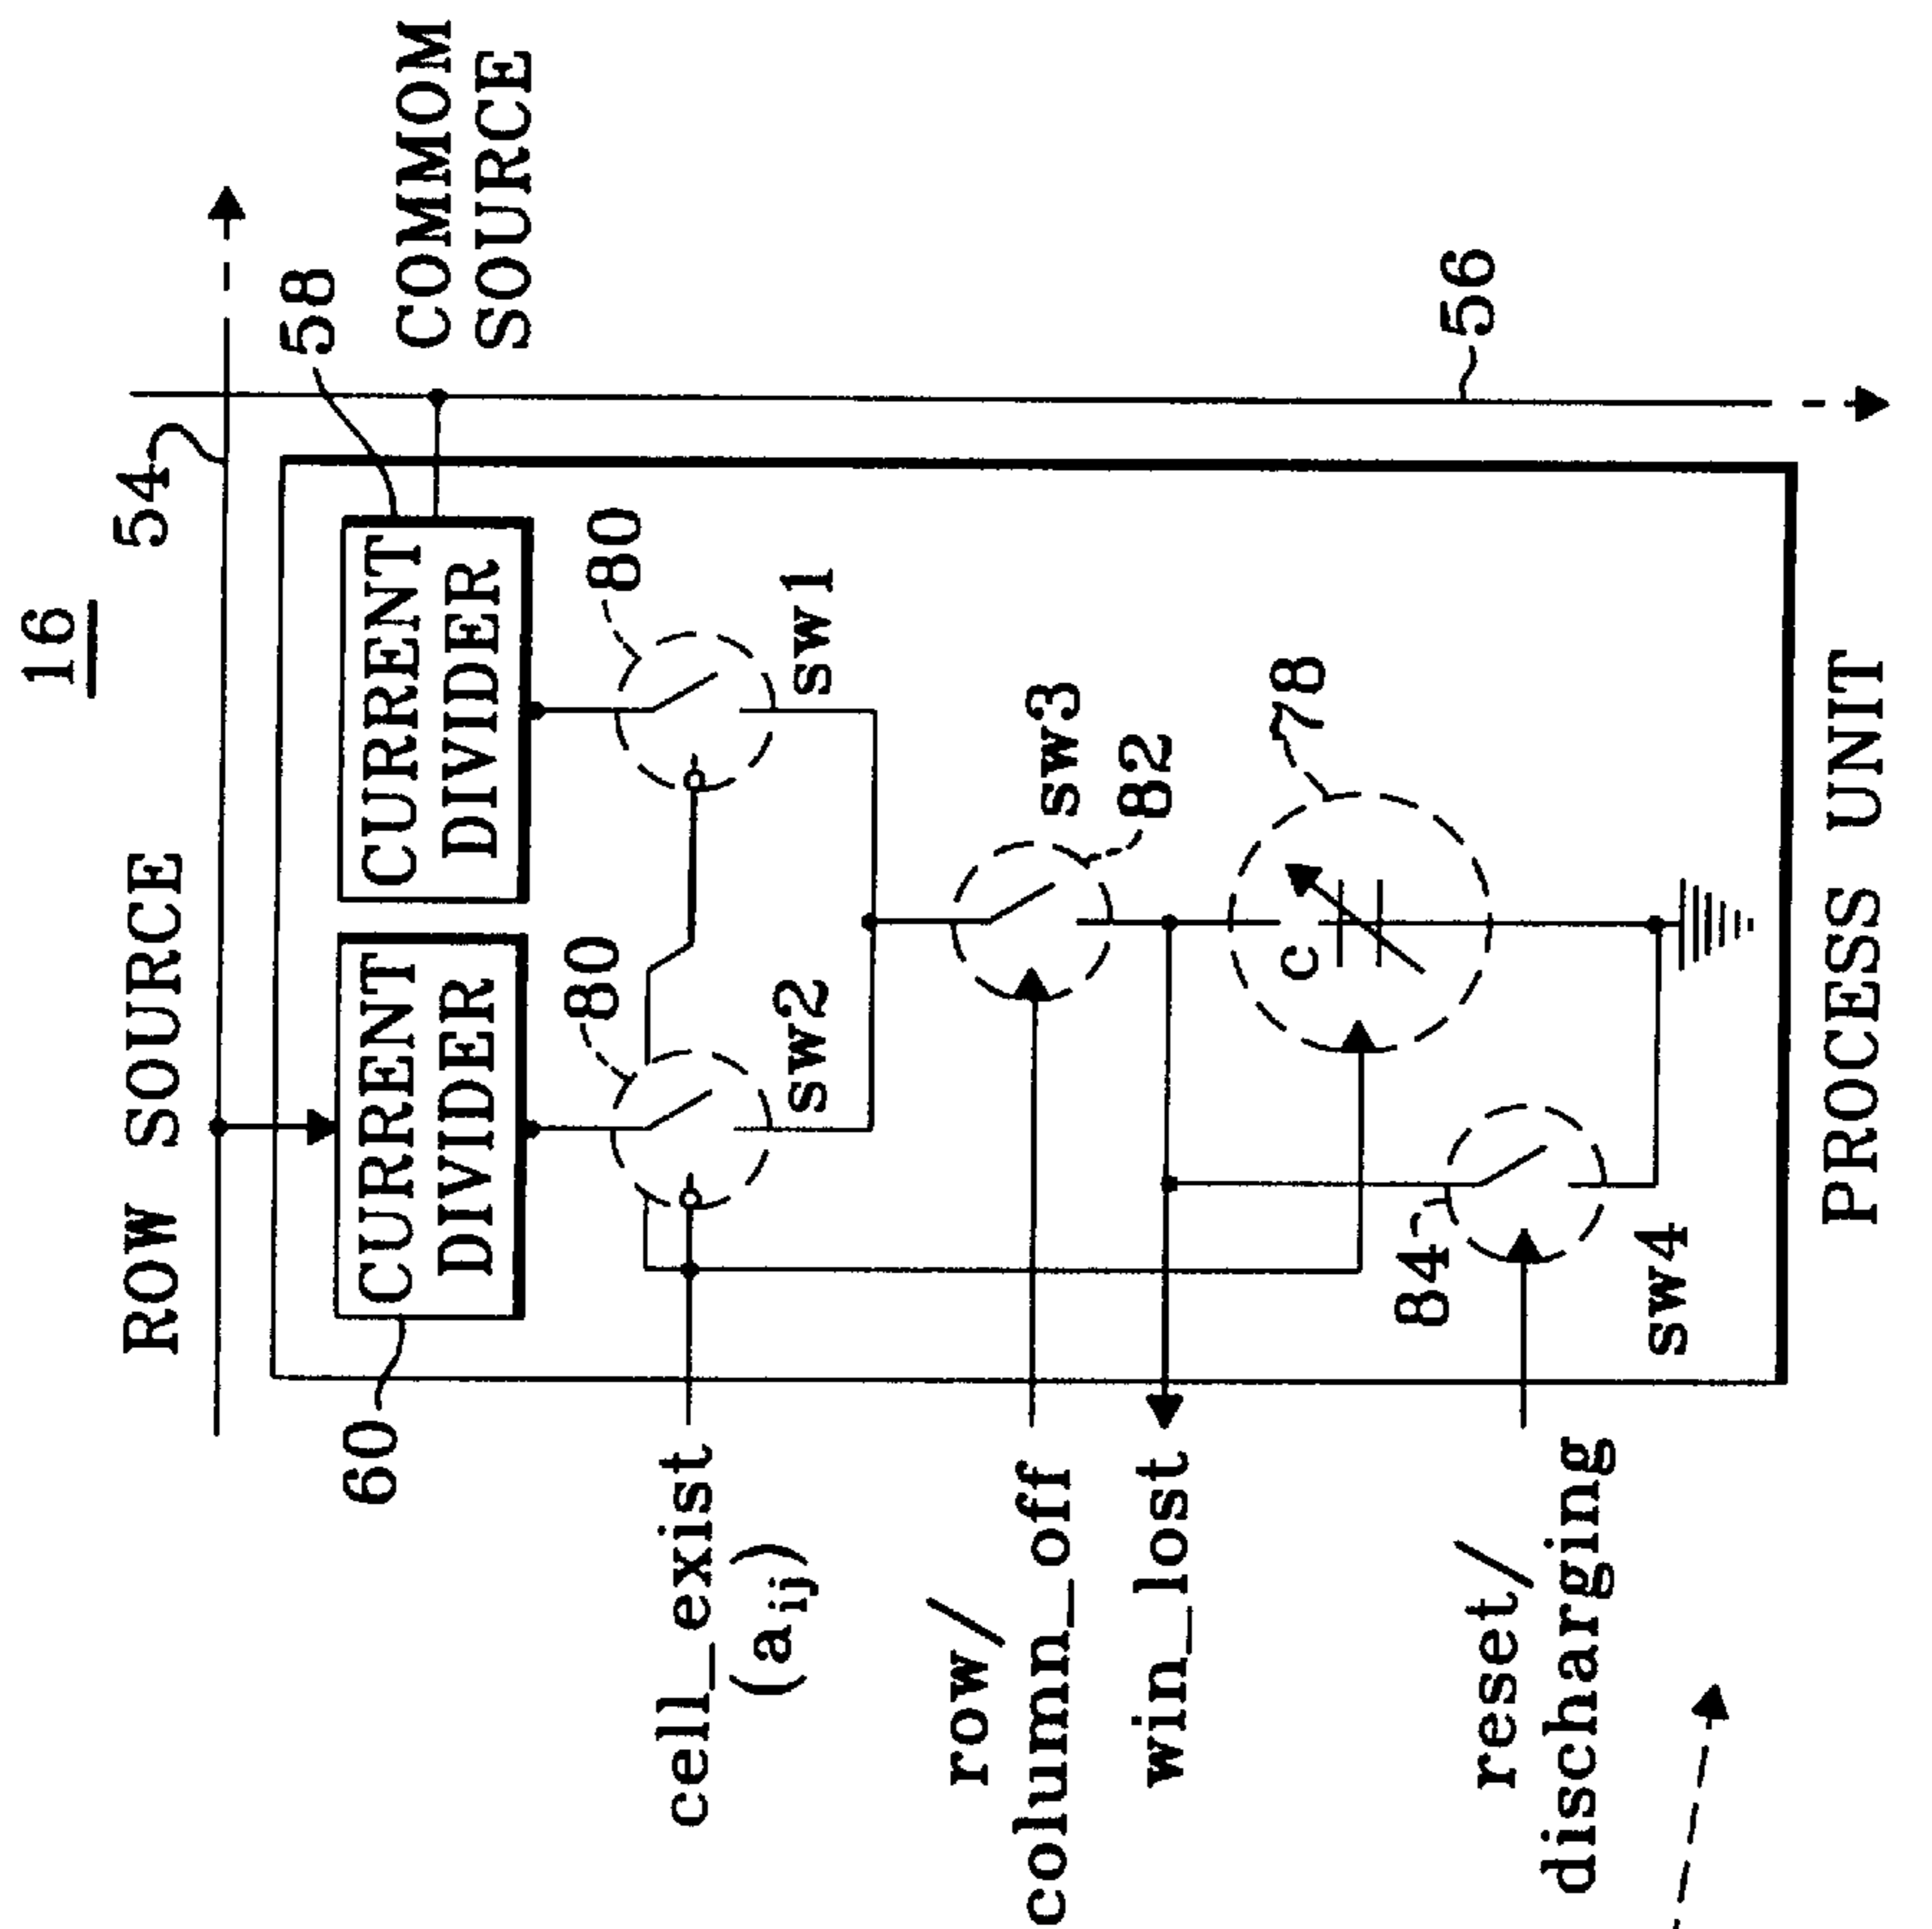 16
ROW SOURCE
54
58
COMMOM
SOURCE
60
CURRENT
DIVIDER
CURRENT
DIVIDER
80
80
sw2
sw1
cell_exist
(aij)
sw3
82
row/
column_off
win_lost
c
78
84
sw4
reset/
discharging
56
PROCESS UNIT